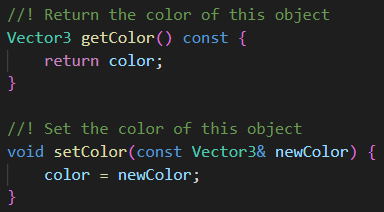 //! Return the color of this object
Vector3 getColor() const {
    return color;
}

//! Set the color of this object
void setColor(const Vector3& newColor) {
    color = newColor;
}